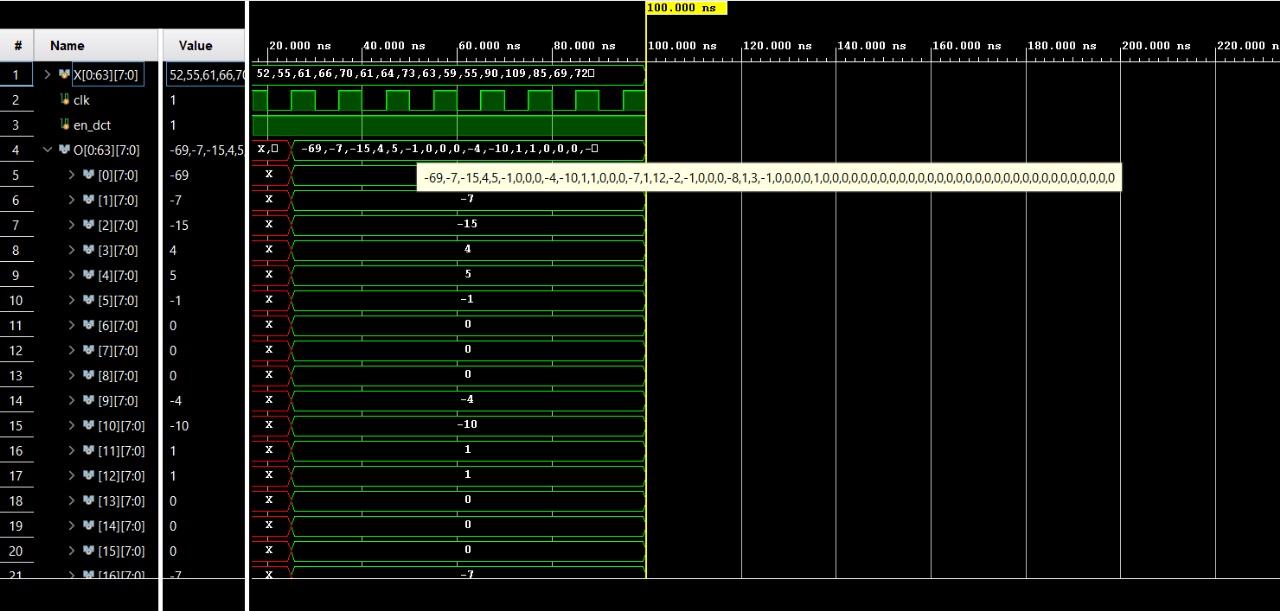 100.000 ns
# Name Value 20.000 ns 40.000 ns 60.000 ns 80.000 ns 100.000 ns 120.000 ns 140.000 ns 160.000 ns 180.000 ns 200.000 ns 220.000 n
1 X[0:63][7:0] 52,55,61,66,70 52,55,61,66,70,61,64,73,63,59,55,90,109,85,69,72
2 clk 1
3 en_dct 1
4 O[0:63][7:0] -69,-7,-15,4,5, X, -69,-7,-15,4,5,-1,0,0,0,-4,-10,1,1,0,0,0,-
5 [0][7:0] -69 X -69,-7,-15,4,5,-1,0,0,0,-4,-10,1,1,0,0,0,-7,1,12,-2,-1,0,0,0,-8,1,3,-1,0,0,0,0,1,0,0,0,0,0,0,0,0,0,0,0,0,0,0,0,0,0,0,0,0,0,0,0,0,0,0,0,0,0,0,0
6 [1][7:0] -7 X -7
7 [2][7:0] -15 X -15
8 [3][7:0] 4 X 4
9 [4][7:0] 5 X 5
10 [5][7:0] -1 X -1
11 [6][7:0] 0 X 0
12 [7][7:0] 0 X 0
13 [8][7:0] 0 X 0
14 [9][7:0] -4 X -4
15 [10][7:0] -10 X -10
16 [11][7:0] 1 X 1
17 [12][7:0] 1 X 1
18 [13][7:0] 0 X 0
19 [14][7:0] 0 X 0
20 [15][7:0] 0 X 0
21 [16][7:0] -7 X -7